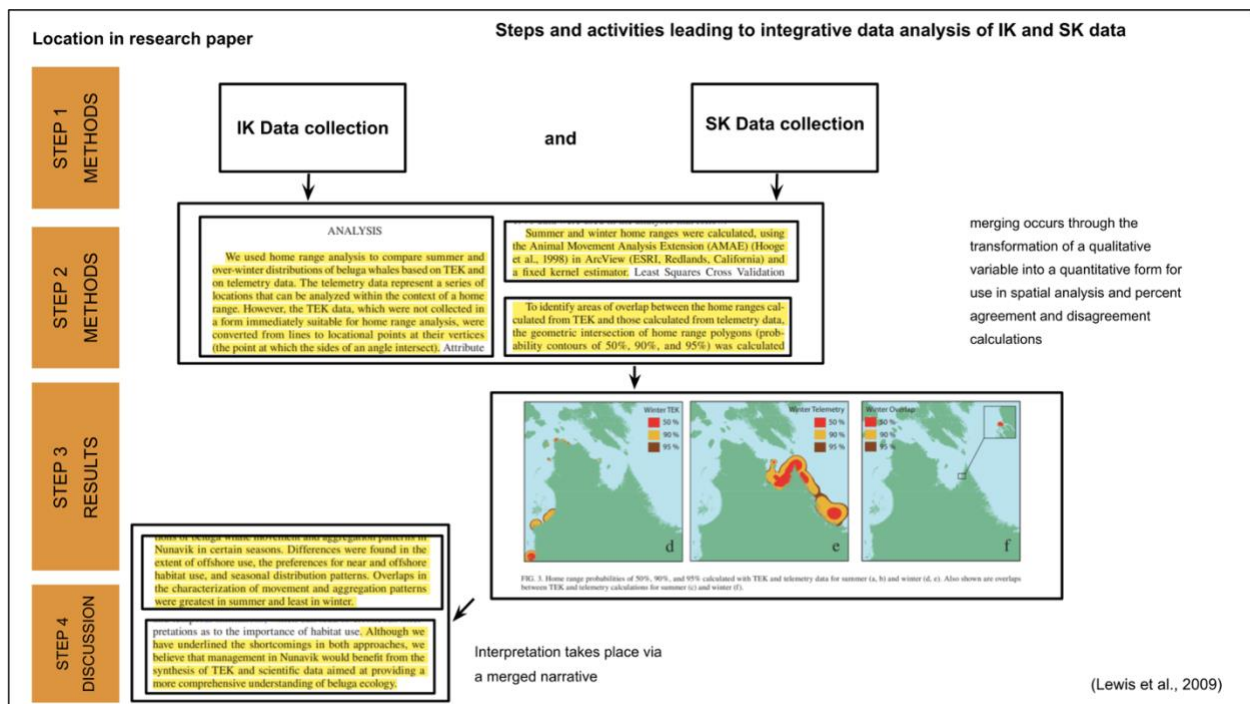 Location in research paper
Steps and activities leading to integrative data analysis of IK and SK data
STEP 1
METHODS
IK Data collection
and
SK Data collection
STEP 2
METHODS
ANALYSIS
We used home range analysis to compare summer and
over-winter distributions of beluga whales based on TEK and
on telemetry data. The telemetry data represent a series of
locations that can be analyzed within the context of a home
range. However, the TEK data, which were not collected in
a form immediately suitable for home range analysis, were
converted from lines to locational points at their vertices
(the point at which the sides of an angle intersect). Attribute
Summer and winter home ranges were calculated, using
the Animal Movement Analysis Extension (AMAE) (Hooge
et al., 1998) in ArcView (ESRI, Redlands, California) and
a fixed kernel estimator. Least Squares Cross Validation
To identify areas of overlap between the home ranges cal-
culated from TEK and those calculated from telemetry data,
the geometric intersection of home range polygons (prob-
ability contours of 50%, 90%, and 95%) was calculated
merging occurs through the
transformation of a qualitative
variable into a quantitative form for
use in spatial analysis and percent
agreement and disagreement
calculations
STEP 3
RESULTS
Winter TEK
50 %
90 %
95 %
d
Winter Telemetry
50 %
90 %
95 %
e
Winter Overlap
50 %
90 %
95 %
f
FIG. 3. Home range probabilities of 50%, 90%, and 95% calculated with TEK and telemetry data for summer (a, b) and winter (d, e). Also shown are overlaps
between TEK and telemetry calculations for summer (c) and winter (f).
tions of beluga whale movement and aggregation patterns in
Nunavik in certain seasons. Differences were found in the
extent of offshore use, the preferences for near and offshore
habitat use, and seasonal distribution patterns. Overlaps in
the characterization of movement and aggregation patterns
were greatest in summer and least in winter.
STEP 4
DISCUSSION
pretations as to the importance of habitat use. Although we
have underlined the shortcomings in both approaches, we
believe that management in Nunavik would benefit from the
synthesis of TEK and scientific data aimed at providing a
more comprehensive understanding of beluga ecology.
Interpretation takes place via
a merged narrative
(Lewis et al., 2009)